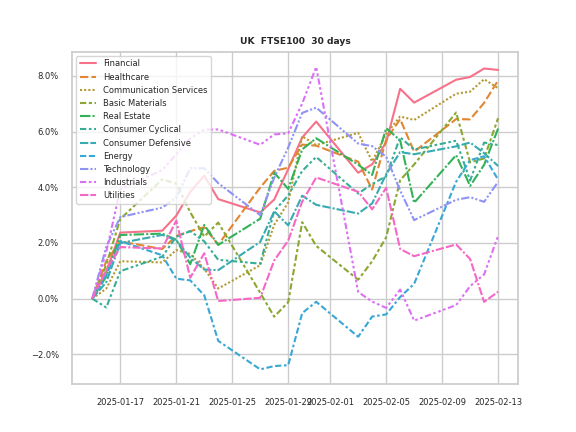 UK  FTSE100  30 days
Financial
Healthcare
Communication Services
Basic Materials
Real Estate
Consumer Cyclical
Consumer Defensive
Energy
Technology
Industrials
Utilities
8.0%
6.0%
4.0%
2.0%
0.0%
−2.0%
2025-01-17 2025-01-21 2025-01-25 2025-01-29 2025-02-01 2025-02-05 2025-02-09 2025-02-13